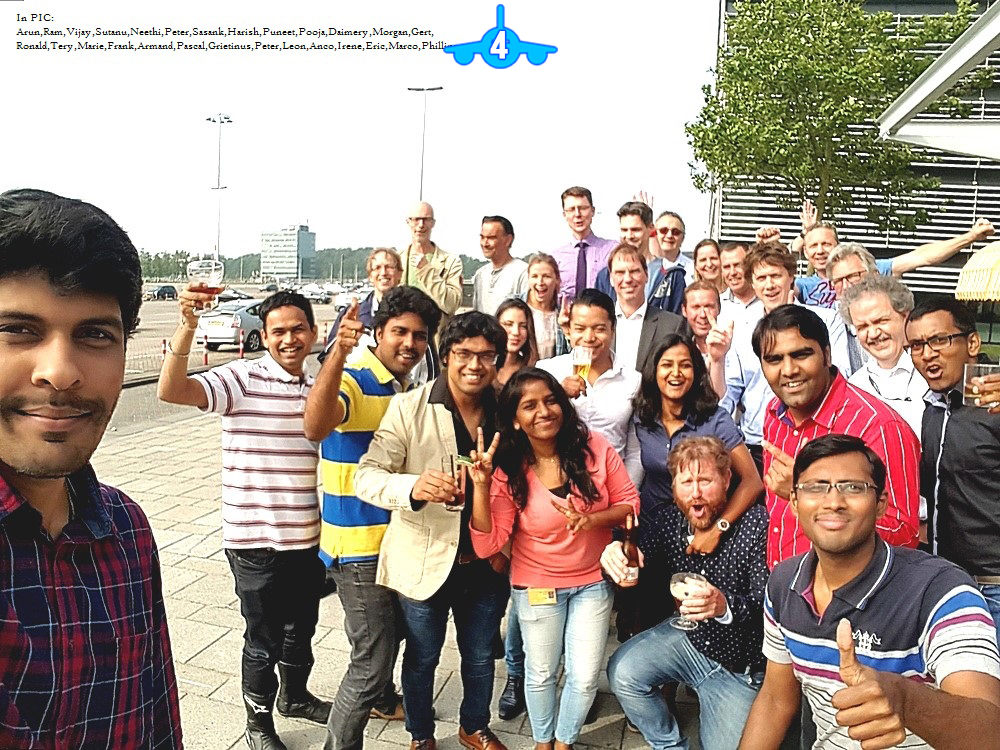 In PIC:
Arun,Ram,Vijay,Sutanu,Neethi,Peter,Sasank,Harish,Puneet,Pooja,Daimery,Morgan,Gert,
Ronald,Tery,Marie,Frank,Armand,Pascal,Grietinus,Peter,Leon,Anco,Irene,Eric,Marco,
4